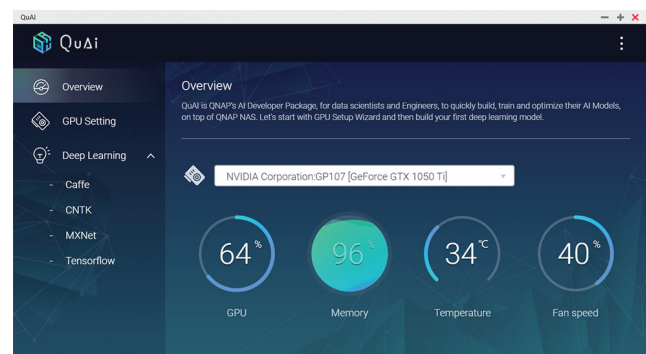 QuAI
QuAi
Overview
GPU Setting
Deep Learning
- Caffe
- CNTK
- MXNet
- Tensorflow
Overview
QuAI is QNAP's AI Developer Package, for data scientists and Engineers, to quickly build, train and optimize their AI Models,
on top of QNAP NAS. Let's start with GPU Setup Wizard and then build your first deep learning model.
NVIDIA Corporation:GP107 [GeForce GTX 1050 Ti]
64%
96%
34℃
40%
GPU
Memory
Temperature
Fan speed